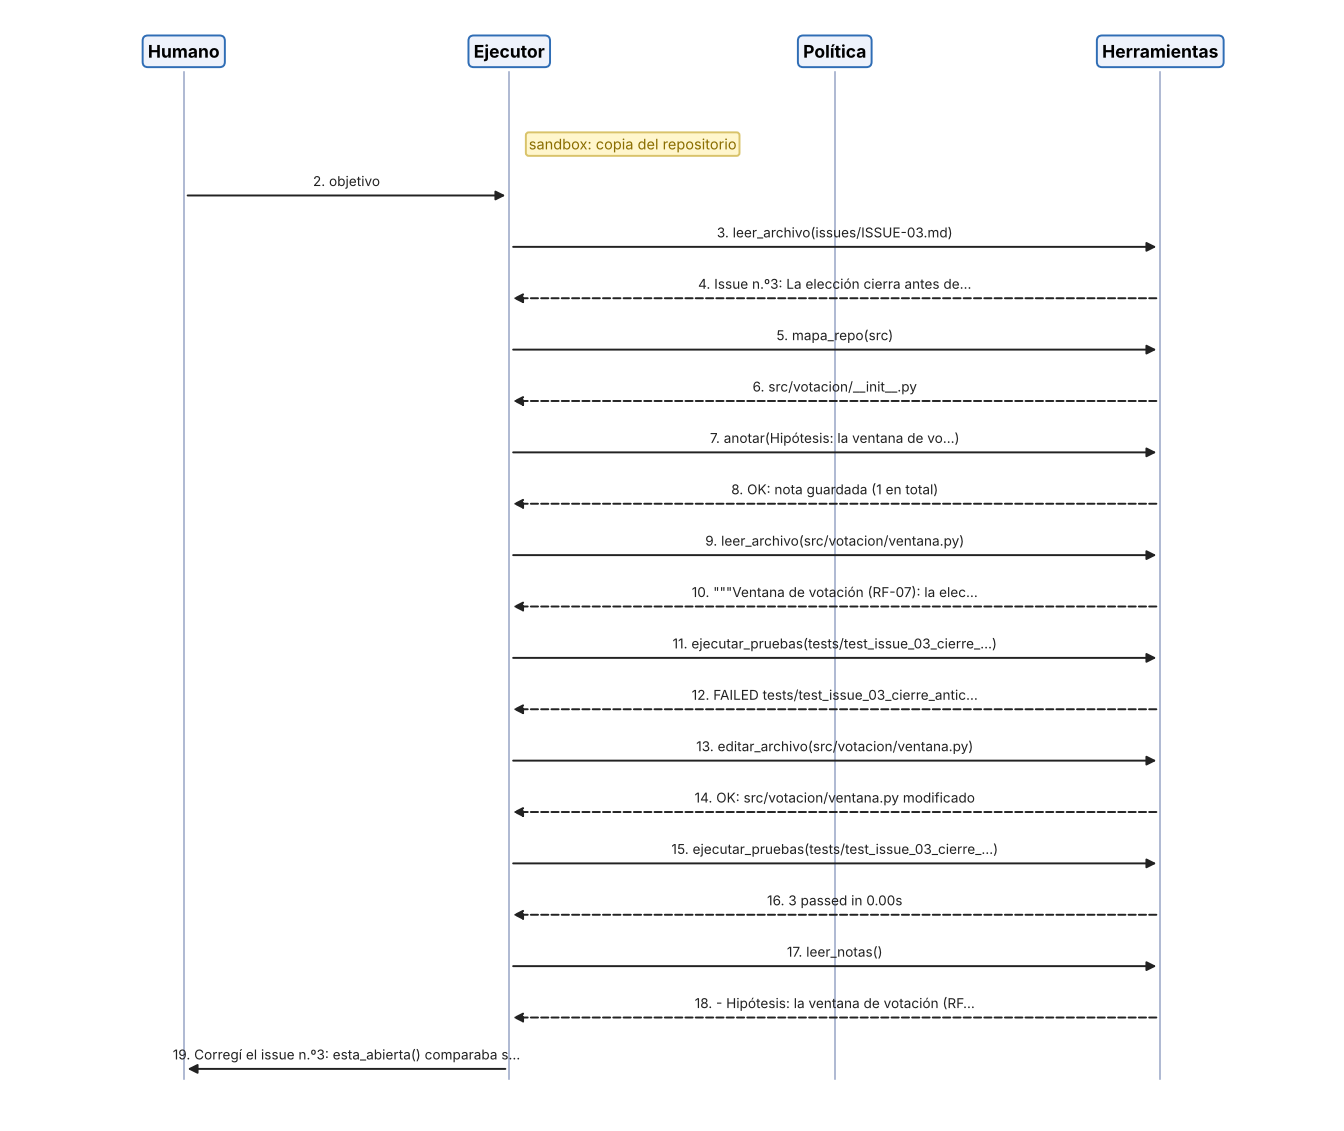 Humano
Ejecutor
Política
Herramientas
sandbox: copia del repositorio
2. objetivo
3. leer_archivo(issues/ISSUE-03.md)
4. Issue n.º3: La elección cierra antes de...
5. mapa_repo(src)
6. src/votacion/__init__.py
7. anotar(Hipótesis: la ventana de vo...)
8. OK: nota guardada (1 en total)
9. leer_archivo(src/votacion/ventana.py)
10. """Ventana de votación (RF-07): la elec...
11. ejecutar_pruebas(tests/test_issue_03_cierre_...)
12. FAILED tests/test_issue_03_cierre_antic...
13. editar_archivo(src/votacion/ventana.py)
14. OK: src/votacion/ventana.py modificado
15. ejecutar_pruebas(tests/test_issue_03_cierre_...)
16. 3 passed in 0.00s
17. leer_notas()
18. - Hipótesis: la ventana de votación (RF...
19. Corregí el issue n.º3: esta_abierta() comparaba s...